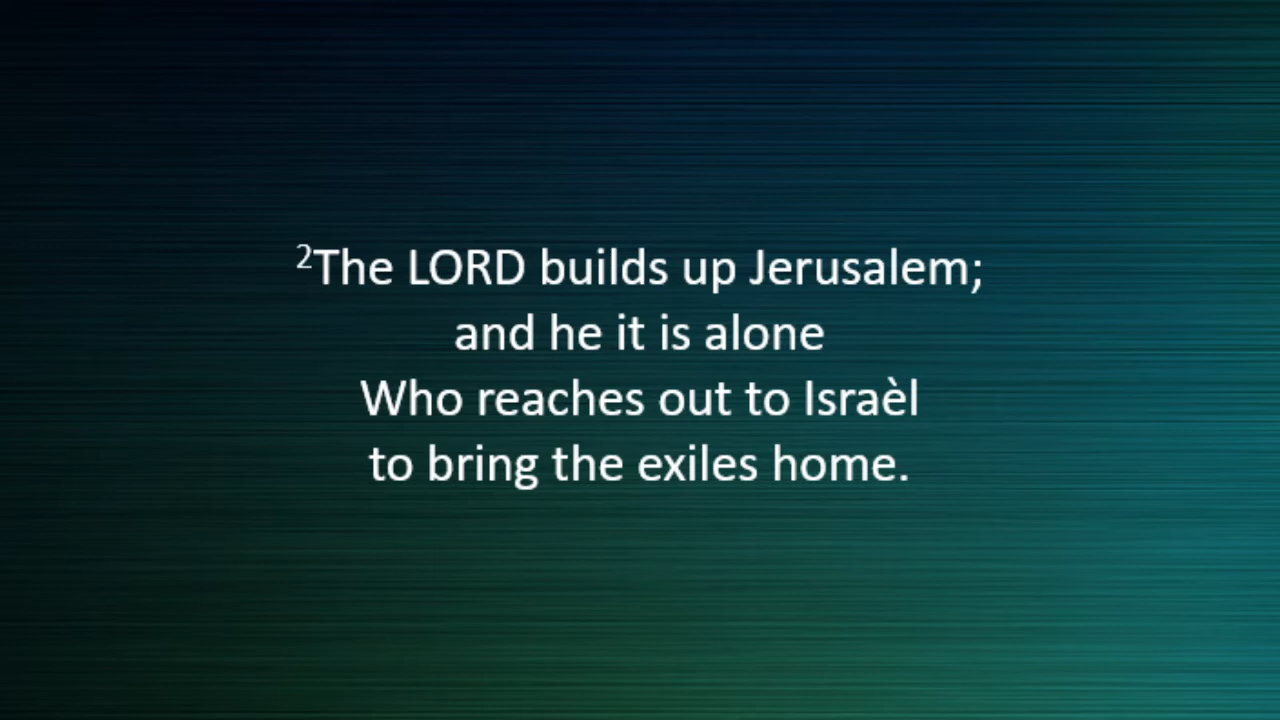 ²The LORD builds up Jerusalem;
and he it is alone
Who reaches out to Israèl
to bring the exiles home.